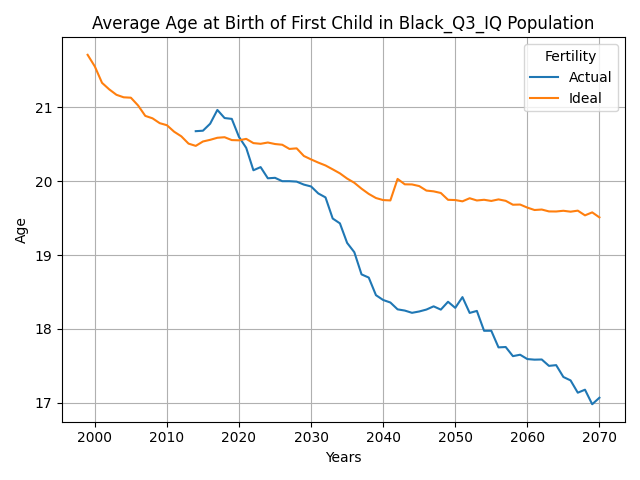 Average Age at Birth of First Child in Black_Q3_IQ Population
Fertility
Actual
Ideal
Age
21
20
19
18
17
2000 2010 2020 2030 2040 2050 2060 2070
Years